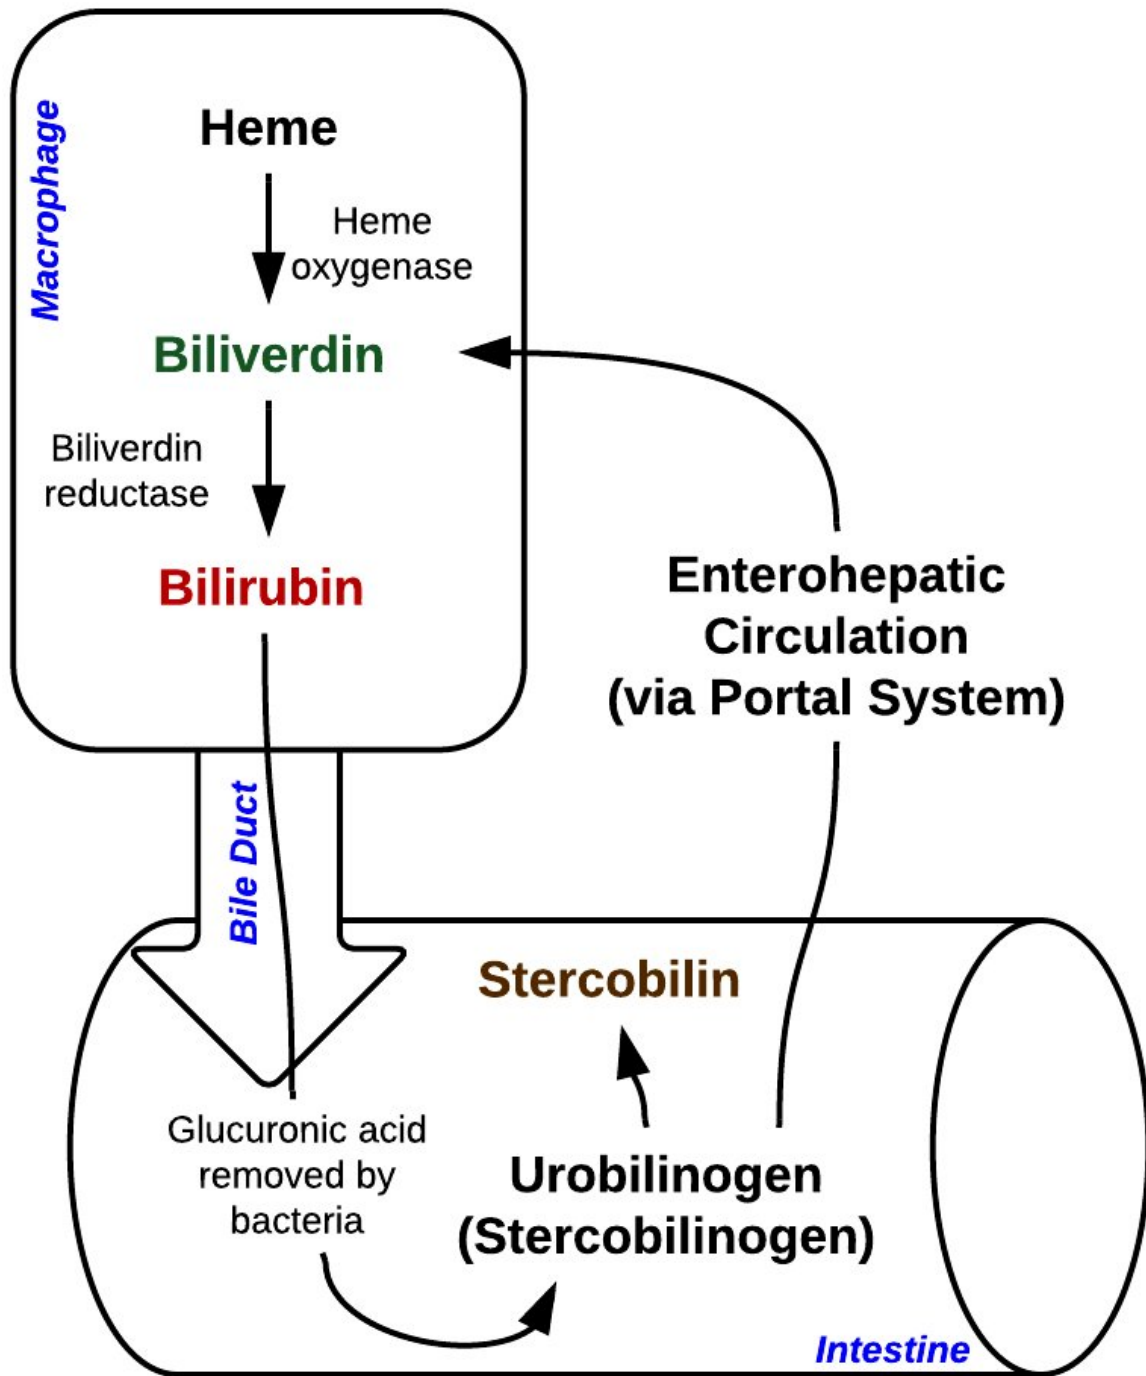 Macrophage
Heme
Heme
oxygenase
Biliverdin
Biliverdin
reductase
Bilirubin
Enterohepatic
Circulation
(via Portal System)
Bile Duct
Stercobilin
Glucuronic acid
removed by
bacteria
Urobilinogen
(Stercobilinogen)
Intestine